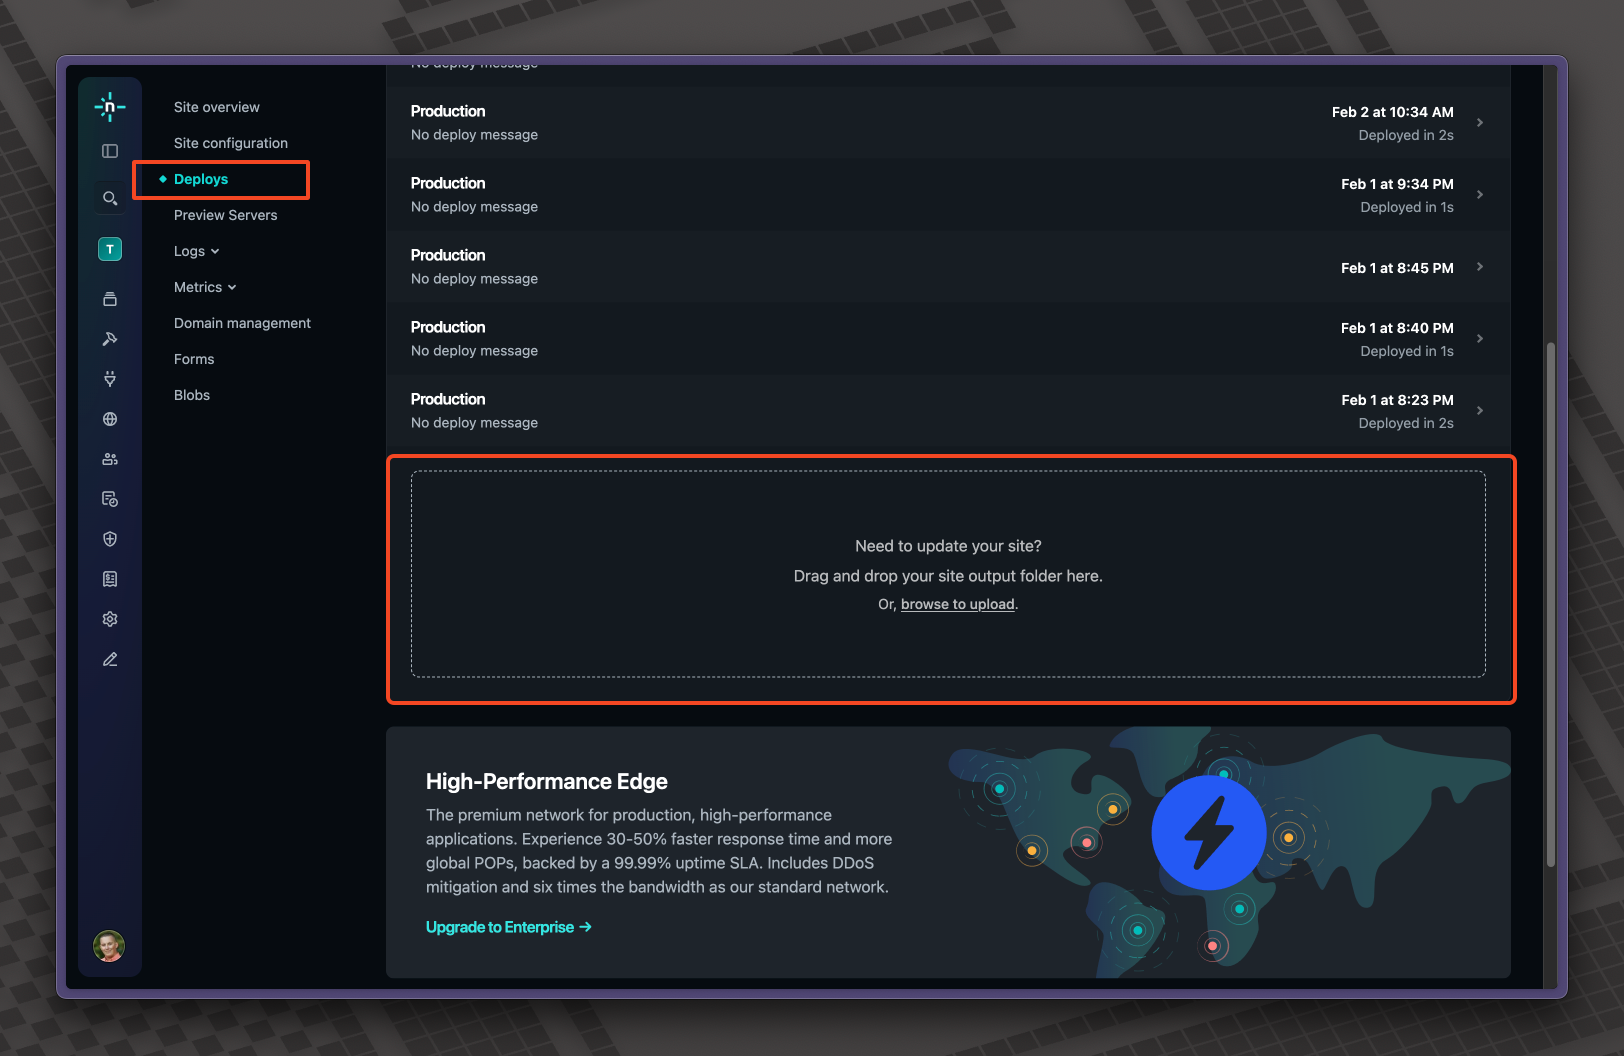 n
Site overview
Site configuration
Deploys
Preview Servers
Logs
Metrics
Domain management
Forms
Blobs
T
No deploy message
Production
No deploy message
Feb 2 at 10:34 AM
Deployed in 2s
Production
No deploy message
Feb 1 at 9:34 PM
Deployed in 1s
Production
No deploy message
Feb 1 at 8:45 PM
Production
No deploy message
Feb 1 at 8:40 PM
Deployed in 1s
Production
No deploy message
Feb 1 at 8:23 PM
Deployed in 2s
Need to update your site?
Drag and drop your site output folder here.
Or, browse to upload.
High-Performance Edge
The premium network for production, high-performance
applications. Experience 30-50% faster response time and more
global POPs, backed by a 99.99% uptime SLA. Includes DDoS
mitigation and six times the bandwidth as our standard network.
Upgrade to Enterprise →